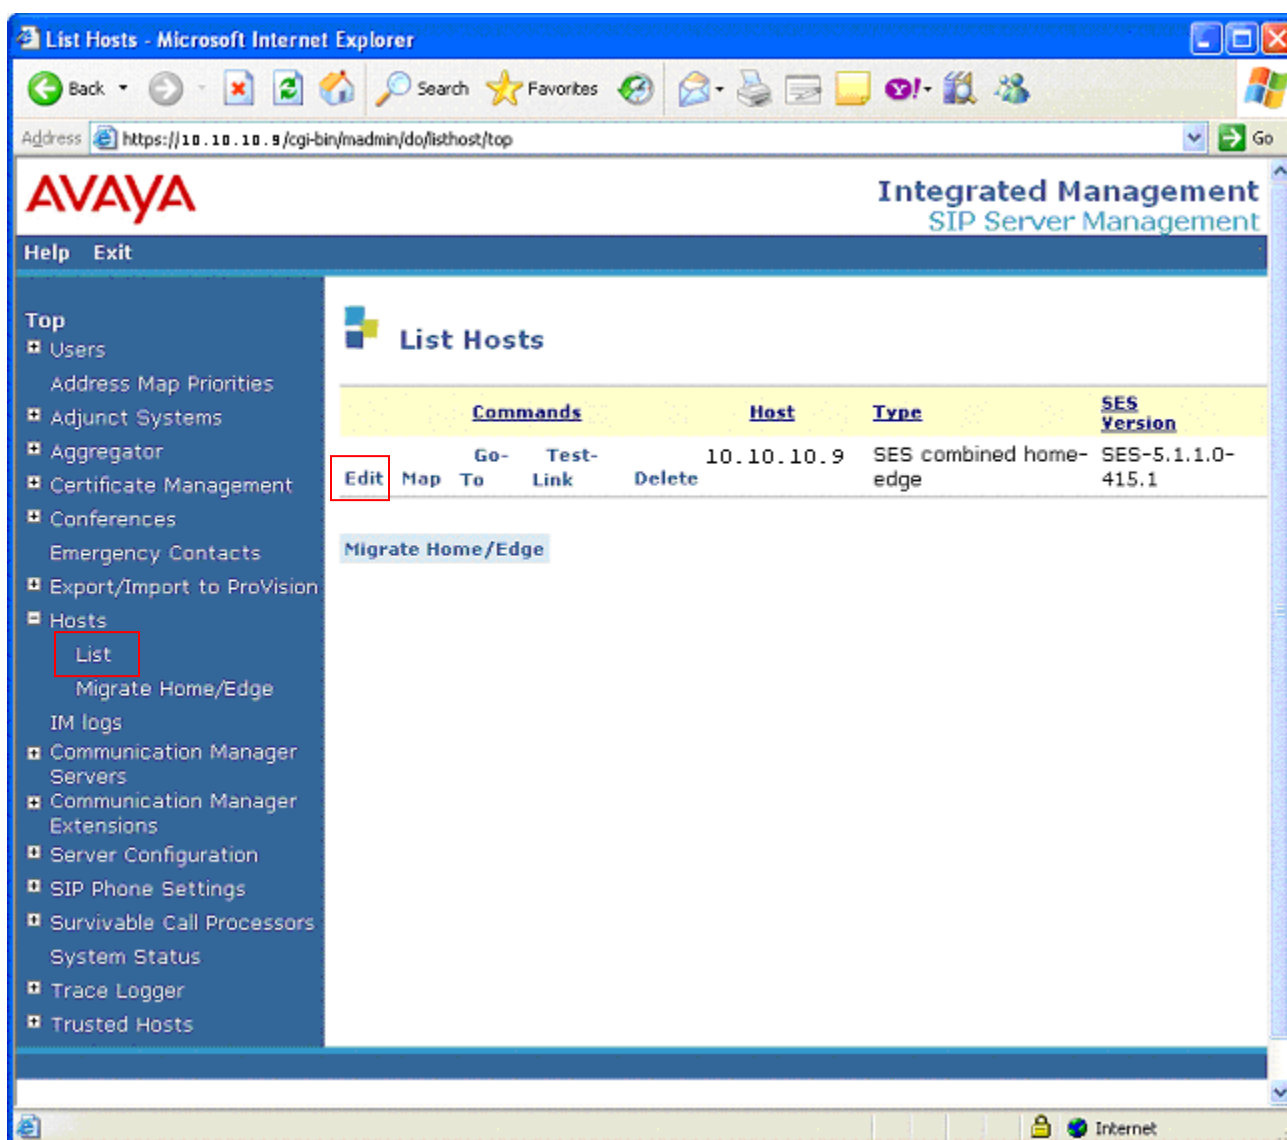 List Hosts - Microsoft Internet Explorer
Back
Search
Favorites
Address
https://10.10.10.9/cgi-bin/madmin/do/listhost/top
Go
AVAYA
Integrated Management
SIP Server Management
Help Exit
Top
Users
Address Map Priorities
Adjunct Systems
Aggregator
Certificate Management
Conferences
Emergency Contacts
Export/Import to ProVision
Hosts
List
Migrate Home/Edge
IM logs
Communication Manager
Servers
Communication Manager
Extensions
Server Configuration
SIP Phone Settings
Survivable Call Processors
System Status
Trace Logger
Trusted Hosts
List Hosts
Commands Host Type SES
Version
Go- Test- 10.10.10.9 SES combined home- SES-5.1.1.0-
Edit Map To Link Delete edge 415.1
Migrate Home/Edge
Internet